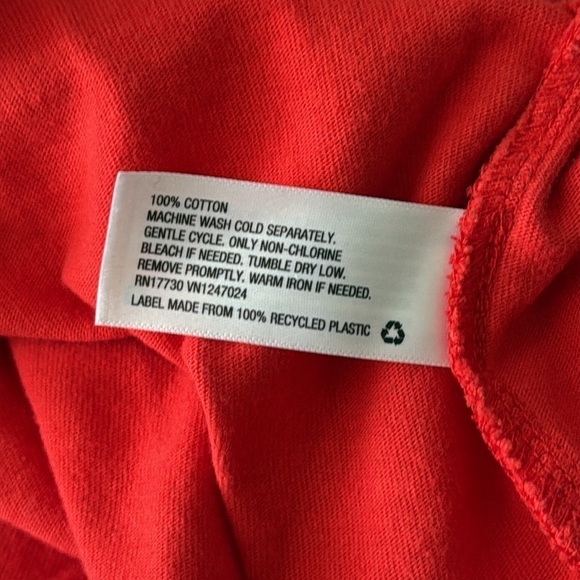 100% COTTON
MACHINE WASH COLD SEPARATELY.
GENTLE CYCLE. ONLY NON-CHLORINE
BLEACH IF NEEDED. TUMBLE DRY LOW.
REMOVE PROMPTLY. WARM IRON IF NEEDED.
RN17730 VN1247024
LABEL MADE FROM 100% RECYCLED PLASTIC